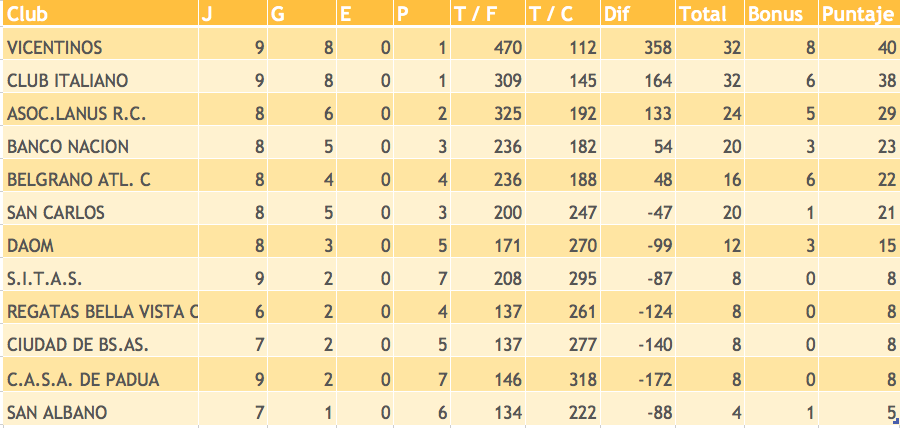 Club J G E P T / F T / C Dif Total Bonus Puntaje
VICENTINOS 9 8 0 1 470 112 358 32 8 40
CLUB ITALIANO 9 8 0 1 309 145 164 32 6 38
ASOC.LANUS R.C. 8 6 0 2 325 192 133 24 5 29
BANCO NACION 8 5 0 3 236 182 54 20 3 23
BELGRANO ATL. C 8 4 0 4 236 188 48 16 6 22
SAN CARLOS 8 5 0 3 200 247 -47 20 1 21
DAOM 8 3 0 5 171 270 -99 12 3 15
S.I.T.A.S. 9 2 0 7 208 295 -87 8 0 8
REGATAS BELLA VISTA C 6 2 0 4 137 261 -124 8 0 8
CIUDAD DE BS.AS. 7 2 0 5 137 277 -140 8 0 8
C.A.S.A. DE PADUA 9 2 0 7 146 318 -172 8 0 8
SAN ALBANO 7 1 0 6 134 222 -88 4 1 5